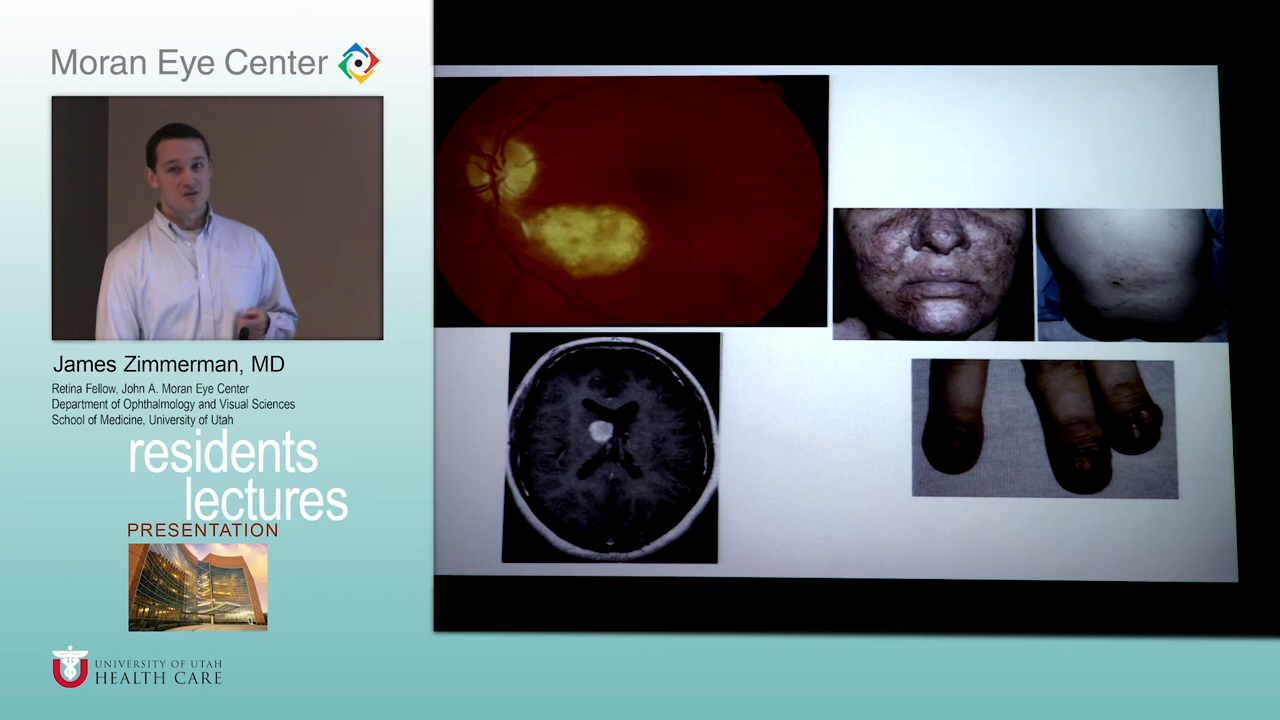 Moran Eye Center
James Zimmerman, MD
Retina Fellow, John A. Moran Eye Center
Department of Ophthalmology and Visual Sciences
School of Medicine, University of Utah
residents
lectures
PRESENTATION
UNIVERSITY OF UTAH
HEALTH CARE